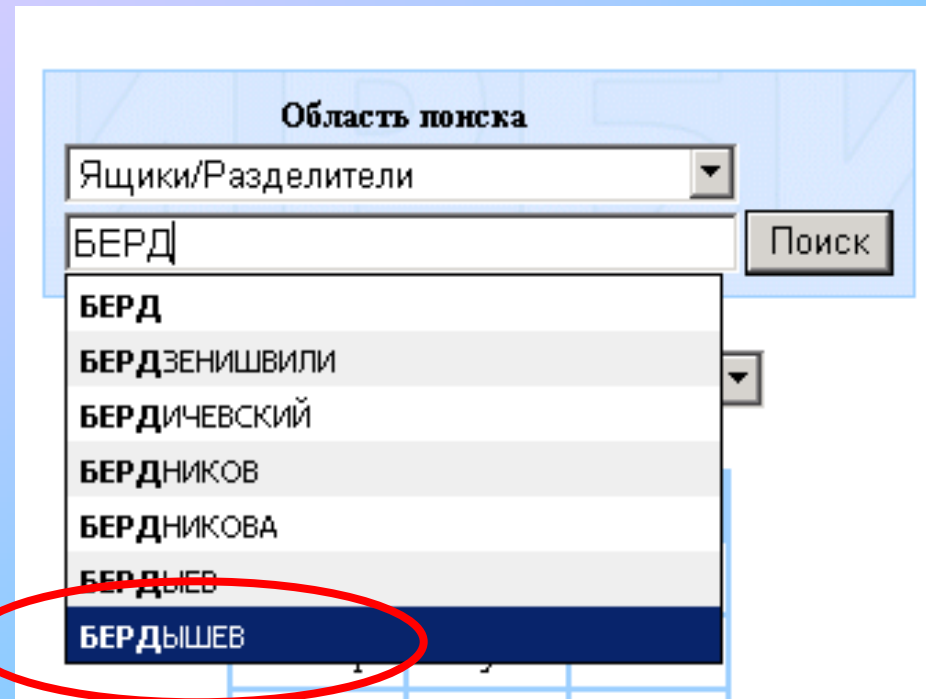 Область поиска
Ящики/Разделители
БЕРД
Поиск
БЕРД
БЕРДЗЕНИШВИЛИ
БЕРДИЧЕВСКИЙ
БЕРДНИКОВ
БЕРДНИКОВА
БЕРДЫЕВ
БЕРДЫШЕВ